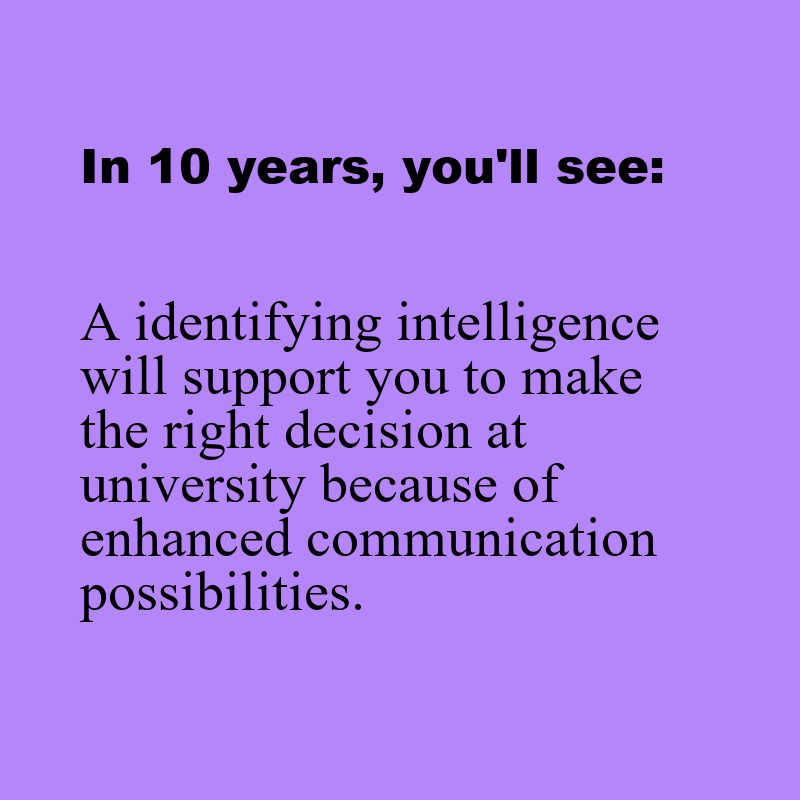 In 10 years, you'll see:
A identifying intelligence
will support you to make
the right decision at
university because of
enhanced communication
possibilities.